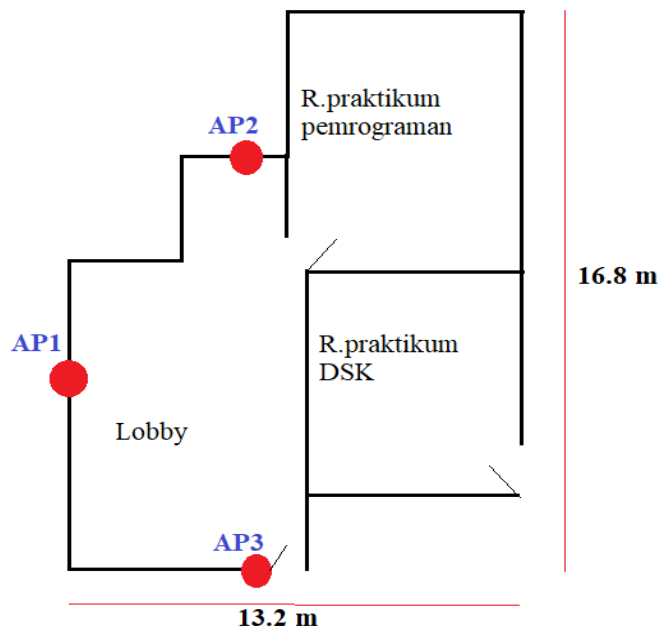 R.praktikum
pemrograman
AP2
16.8 m
AP1
R.praktikum
DSK
Lobby
AP3
13.2 m